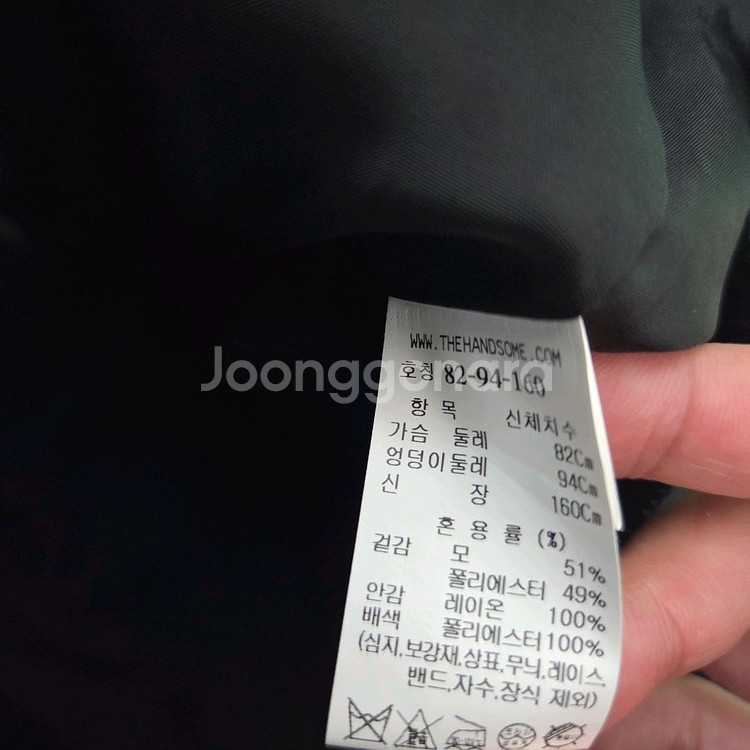 WWW.THEHANDSOME.COM
Joonggonara
호칭 82-94-160
항 목 신체치수
가슴 둘레 82Cm
엉덩이둘레 94Cm
신 장 160Cm
혼 용 률 (%)
겉감 모 51%
폴리에스터 49%
안감 레이온 100%
배색 폴리에스터100%
(심지,보강재,상표,무늬,레이스,
밴드,자수,장식 제외)